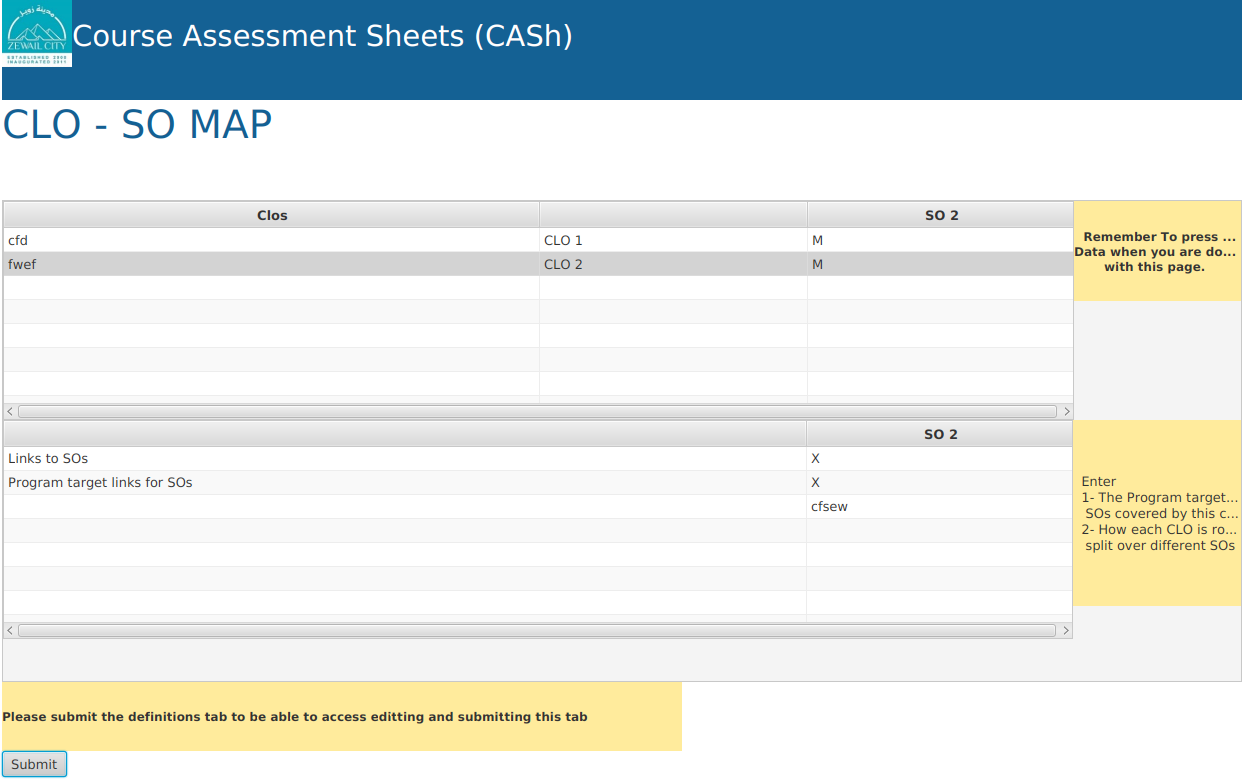 مدينة زويل
ZEWAIL CITY
ESTABLISHED 2000
INAUGURATED 2011
Course Assessment Sheets (CASh)
CLO - SO MAP
Clos SO 2
cfd CLO 1 M
fwef CLO 2 M
Remember To press ...
Data when you are do...
with this page.
SO 2
Links to SOs X
Program target links for SOs X
cfsew
Enter
1- The Program target...
SOs covered by this c...
2- How each CLO is ro...
split over different SOs
Please submit the definitions tab to be able to access editting and submitting this tab
Submit